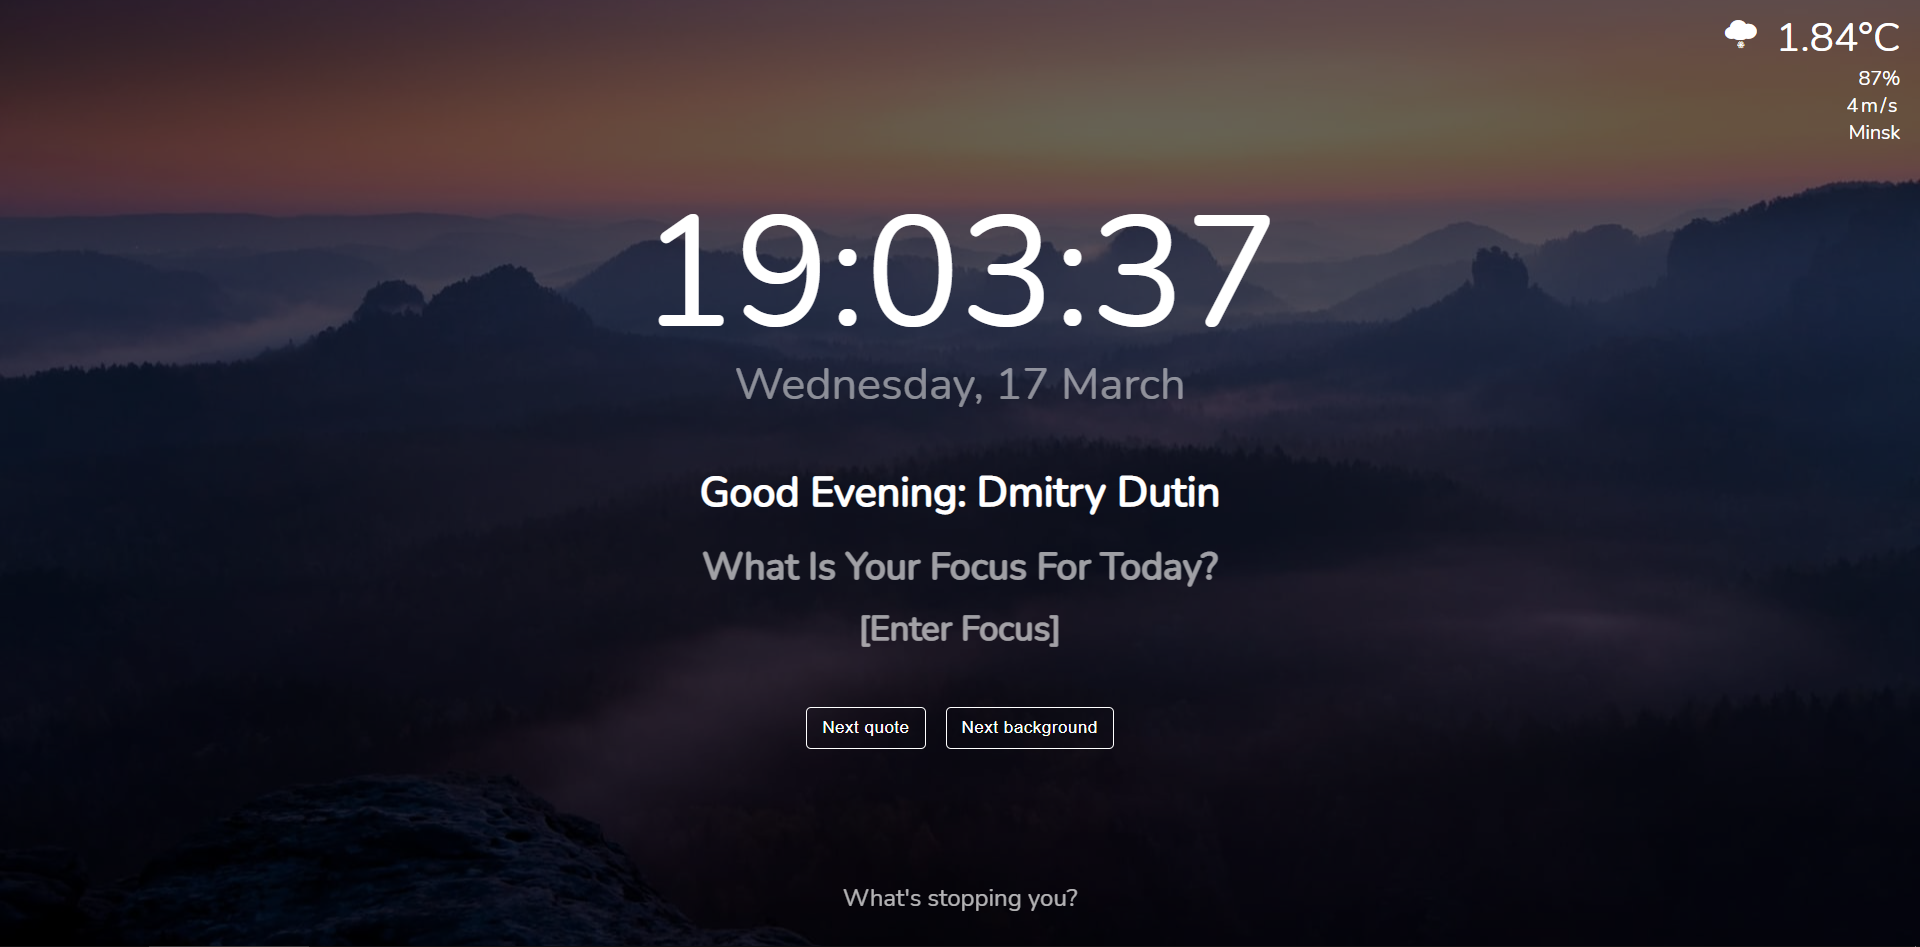 1.84°C
87%
4m/s
Minsk
19:03:37
Wednesday, 17 March
Good Evening: Dmitry Dutin
What Is Your Focus For Today?
[Enter Focus]
Next quote
Next background
What's stopping you?